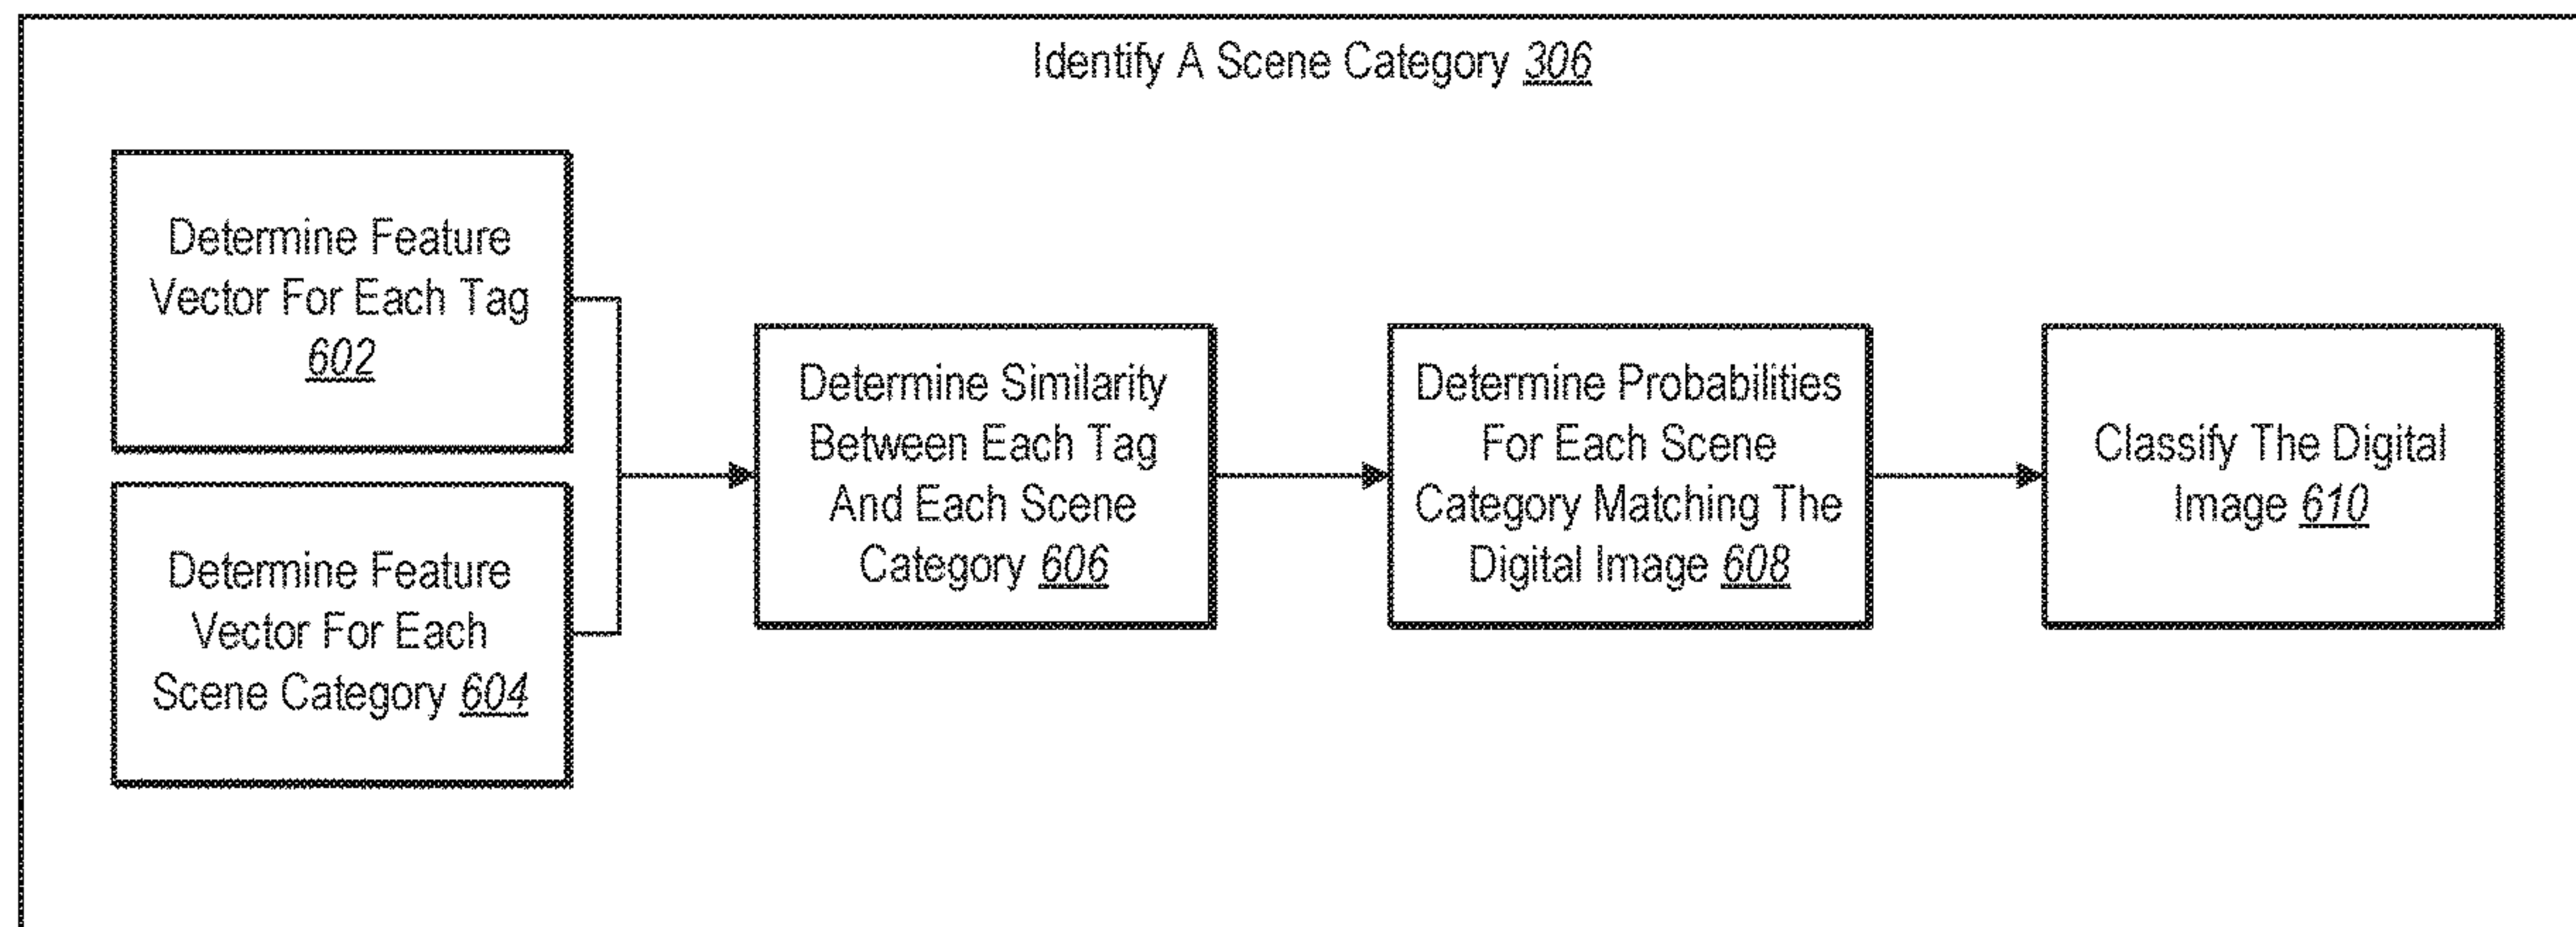 Identify A Scene Category 306
Determine Feature
Vector For Each Tag
602
Determine Feature
Vector For Each
Scene Category 604
Determine Similarity
Between Each Tag
And Each Scene
Category 606
Determine Probabilities
For Each Scene
Category Matching The
Digital Image 608
Classify The Digital
Image 610